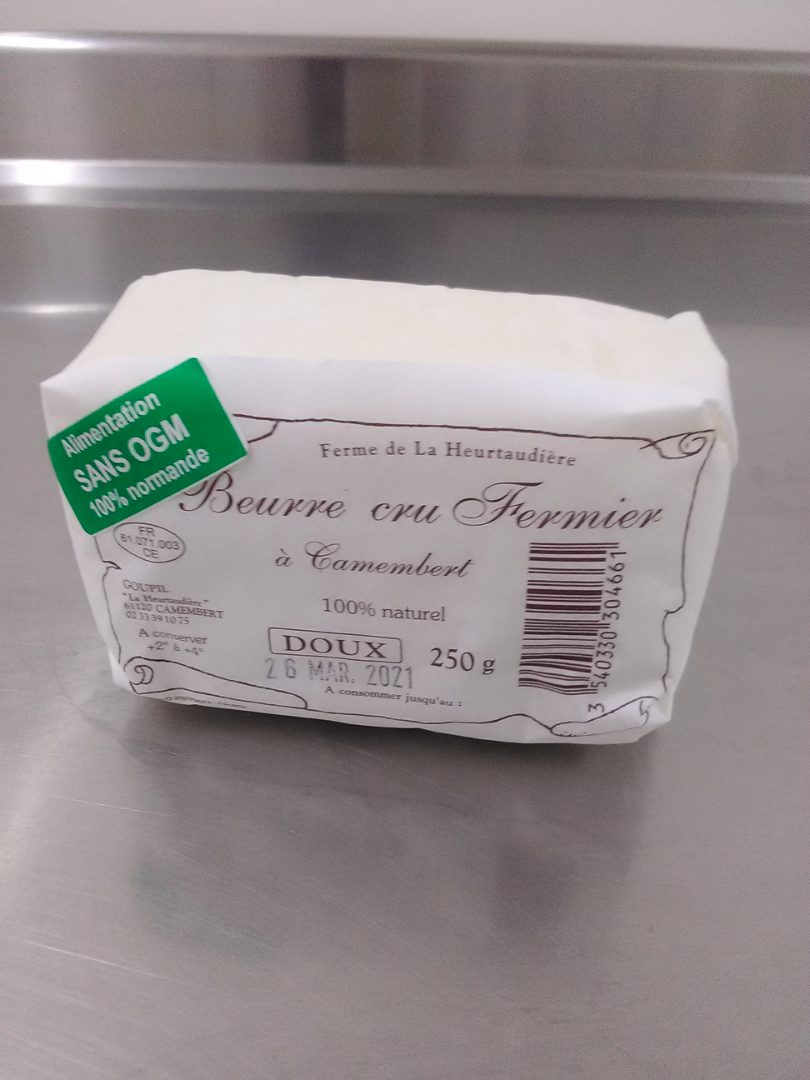 Alimentation
SANS OGM
100% normande
Ferme de La Heurtaudière
Beurre cru Fermier
à Camembert
100% naturel
DOUX
250 g
26 MAR. 2021
A consommer jusqu'au :
FR
61.071.003
CE
GOUPIL
"La Heurtaudière"
61120 CAMEMBERT
02 33 39 10 75
A conserver
+2° à +4°
3 540330 304661